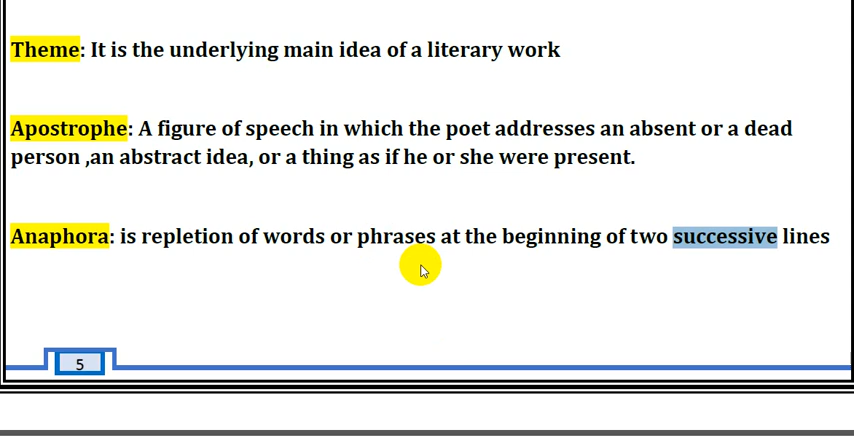 Theme: It is the underlying main idea of a literary work
Apostrophe: A figure of speech in which the poet addresses an absent or a dead
person ,an abstract idea, or a thing as if he or she were present.
Anaphora: is repletion of words or phrases at the beginning of two successive lines
5